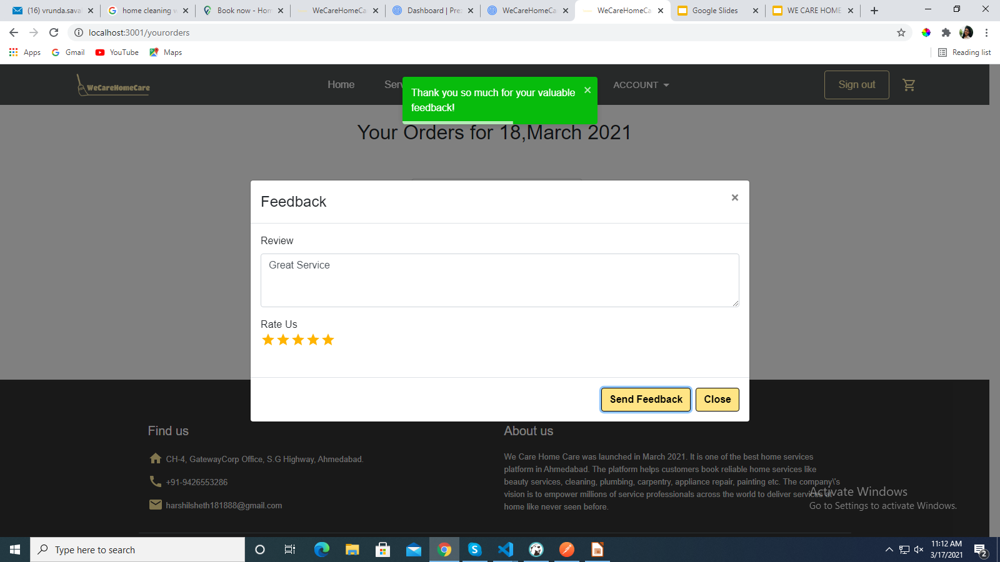 (16) vrunda.sava
home cleaning w
Book now - Hom
WeCareHomeCa
Dashboard | Prez
WeCareHomeCa
WeCareHomeCa
Google Slides
WE CARE HOME
localhost:3001/yourorders
Apps
Gmail
YouTube
Maps
Reading list
WeCareHomeCare
Home
Serv
ACCOUNT
Sign out
Thank you so much for your valuable
feedback!
Your Orders for 18,March 2021
Feedback
×
Review
Great Service
Rate Us
Send Feedback
Close
Find us
CH-4, GatewayCorp Office, S.G Highway, Ahmedabad.
+91-9426553286
harshilsheth181888@gmail.com
About us
We Care Home Care was launched in March 2021. It is one of the best home services
platform in Ahmedabad. The platform helps customers book reliable home services like
beauty services, cleaning, plumbing, carpentry, appliance repair, painting etc. The company\'s
vision is to empower millions of service professionals across the world to deliver services at
home like never seen before.
Activate Windows
Go to Settings to activate Windows.
Type here to search
11:12 AM
3/17/2021
2